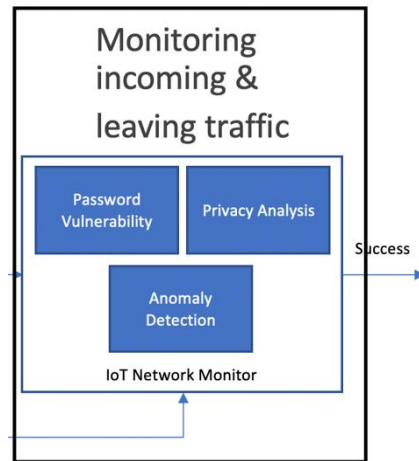 Monitoring
incoming &
leaving traffic
Password
Vulnerability
Privacy Analysis
Success
Anomaly
Detection
IoT Network Monitor